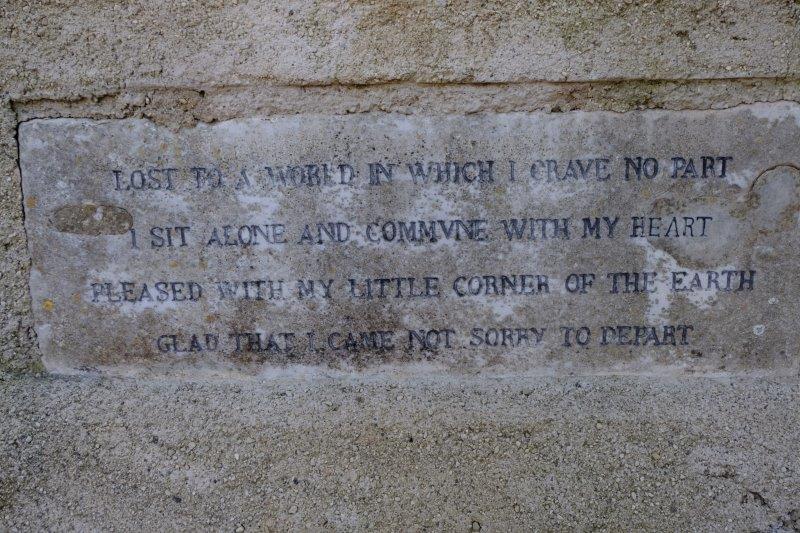 LOST TO A WORLD IN WHICH I CRAVE NO PART
I SIT ALONE AND COMMVNE WITH MY HEART
PLEASED WITH MY LITTLE CORNER OF THE EARTH
GLAD THAT I CAME NOT SORRY TO DEPART